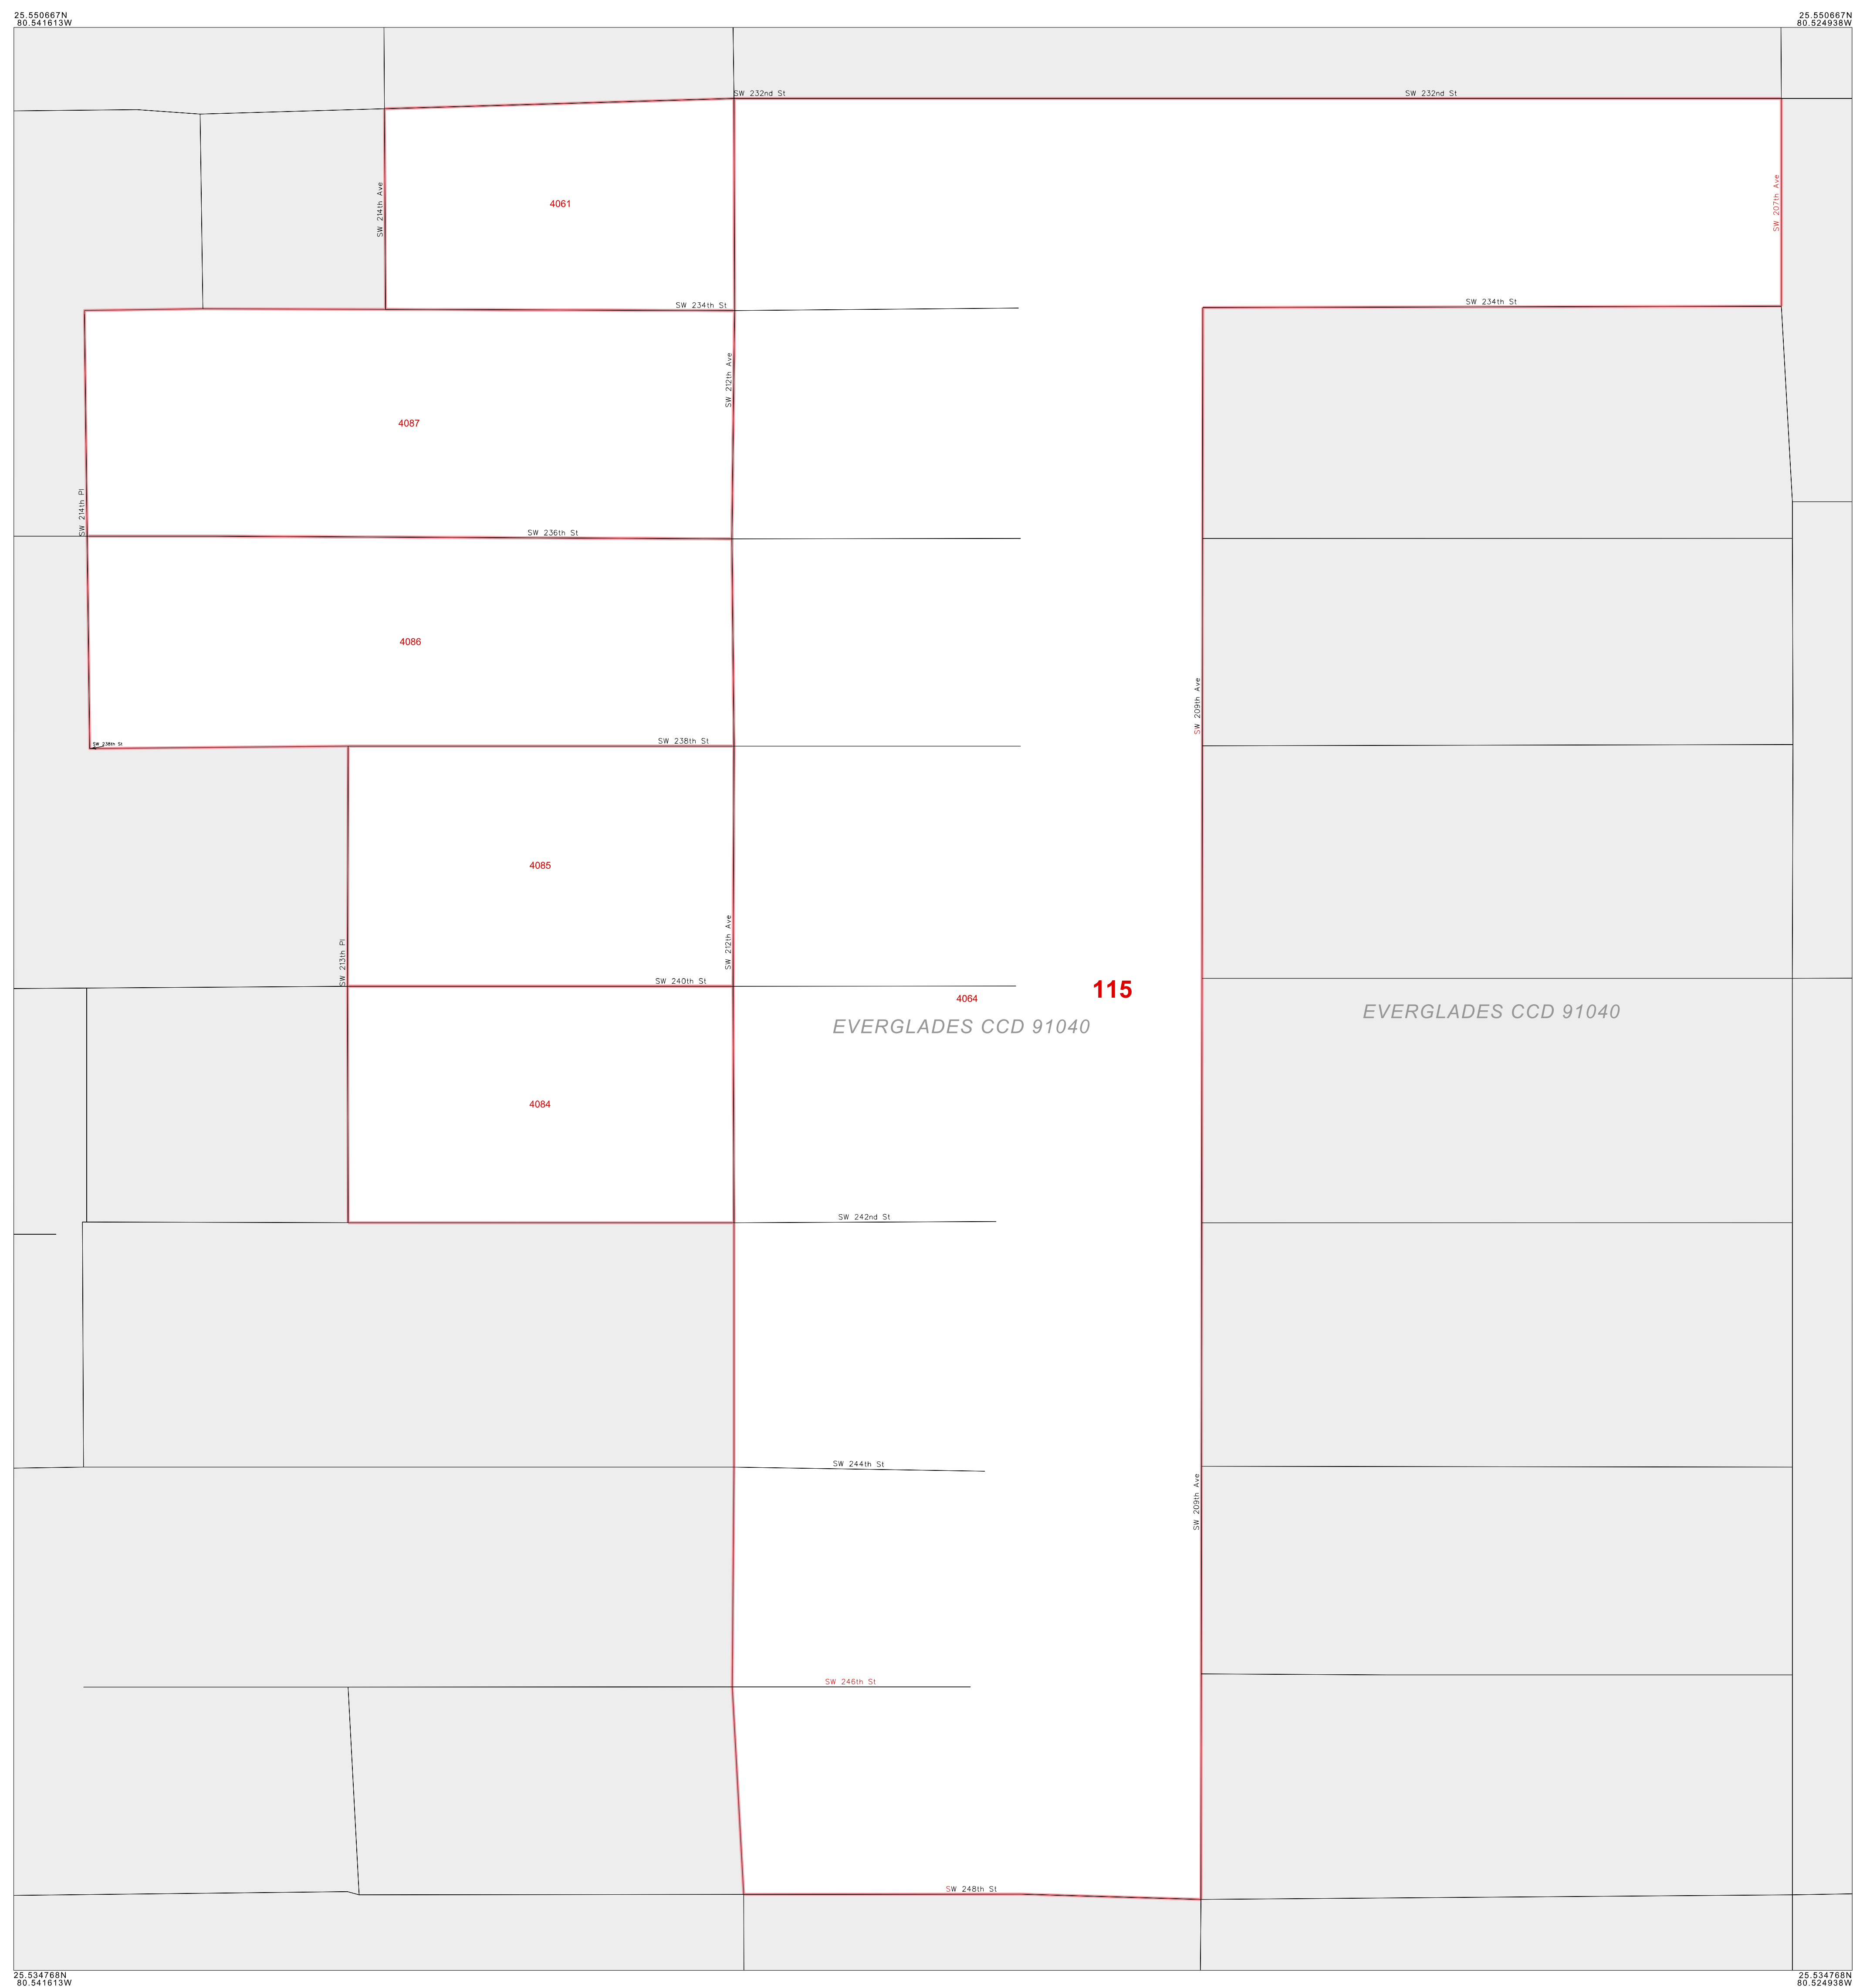 25.550667N
80.541613W
25.550667N
80.524938W
SW 232nd St
SW 232nd St
SW 214th Ave
4061
SW 207th Ave
SW 234th St
SW 234th St
SW 212th Ave
4087
SW 214th Pl
SW 236th St
4086
SW 209th Ave
SW 238th St
SW 238th St
4085
SW 212th Ave
SW 213th Pl
SW 240th St
4064
115
EVERGLADES CCD 91040
EVERGLADES CCD 91040
4084
SW 242nd St
SW 244th St
SW 209th Ave
SW 246th St
SW 248th St
25.534768N
80.541613W
25.534768N
80.524938W